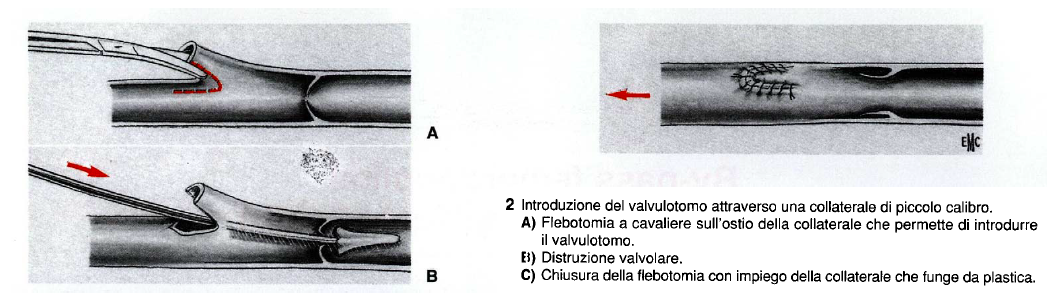 A
B
EMC
2 Introduzione del valvulotomo attraverso una collaterale di piccolo calibro.
A) Flebotomia a cavaliere sull'ostio della collaterale che permette di introdurre
il valvulotomo.
B) Distruzione valvolare.
C) Chiusura della flebotomia con impiego della collaterale che funge da plastica.